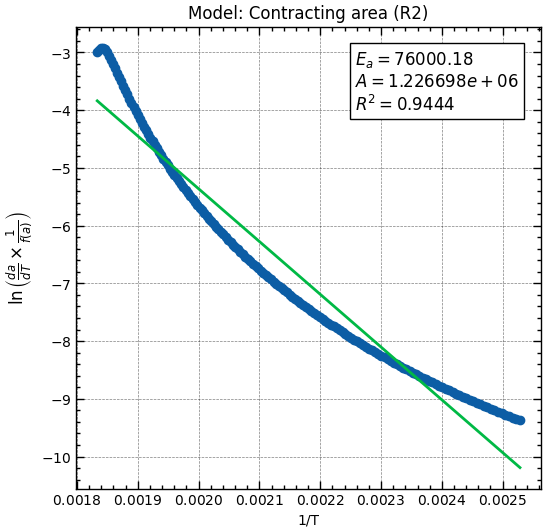 Model: Contracting area (R2)
E_a = 76000.18
A = 1.226698e + 06
R^2 = 0.9444
−3
−4
−5
−6
−7
−8
−9
−10
ln (da/dT × 1/f(a))
0.0018 0.0019 0.0020 0.0021 0.0022 0.0023 0.0024 0.0025
1/T